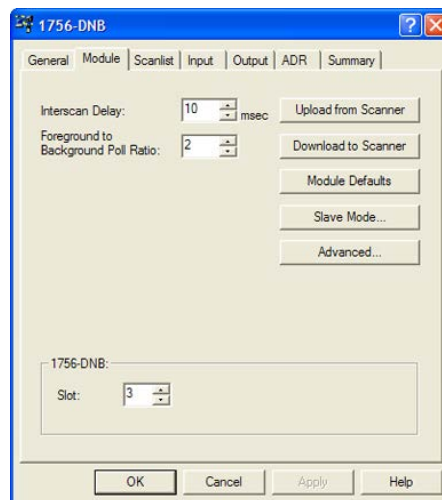 1756-DNB
General Module Scanlist Input Output ADR Summary
Interscan Delay: 10 msec Upload from Scanner
Foreground to
Background Poll Ratio: 2 Download to Scanner
Module Defaults
Slave Mode...
Advanced...
1756-DNB:
Slot: 3
OK Cancel Apply Help